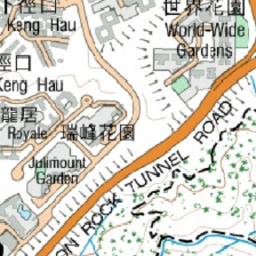 下徑口
Keng Hau
世界花園
World-Wide
Gardens
徑口
Keng Hau
龍居
Royale
瑞峰花園
Julimount
Garden
ON ROCK TUNNEL ROAD